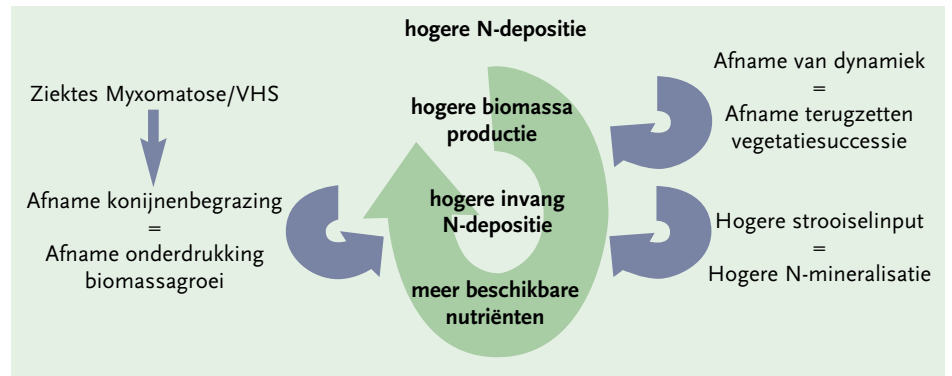 hogere N-depositie
Ziektes Myxomatose/VHS
Afname konijnenbegrazing
=
Afname onderdrukking
biomassagroei
hogere biomassa
productie
hogere invang
N-depositie
meer beschikbare
nutriënten
Afname van dynamiek
=
Afname terugzetten
vegetatiesuccessie
Hogere strooiselinput
=
Hogere N-mineralisatie